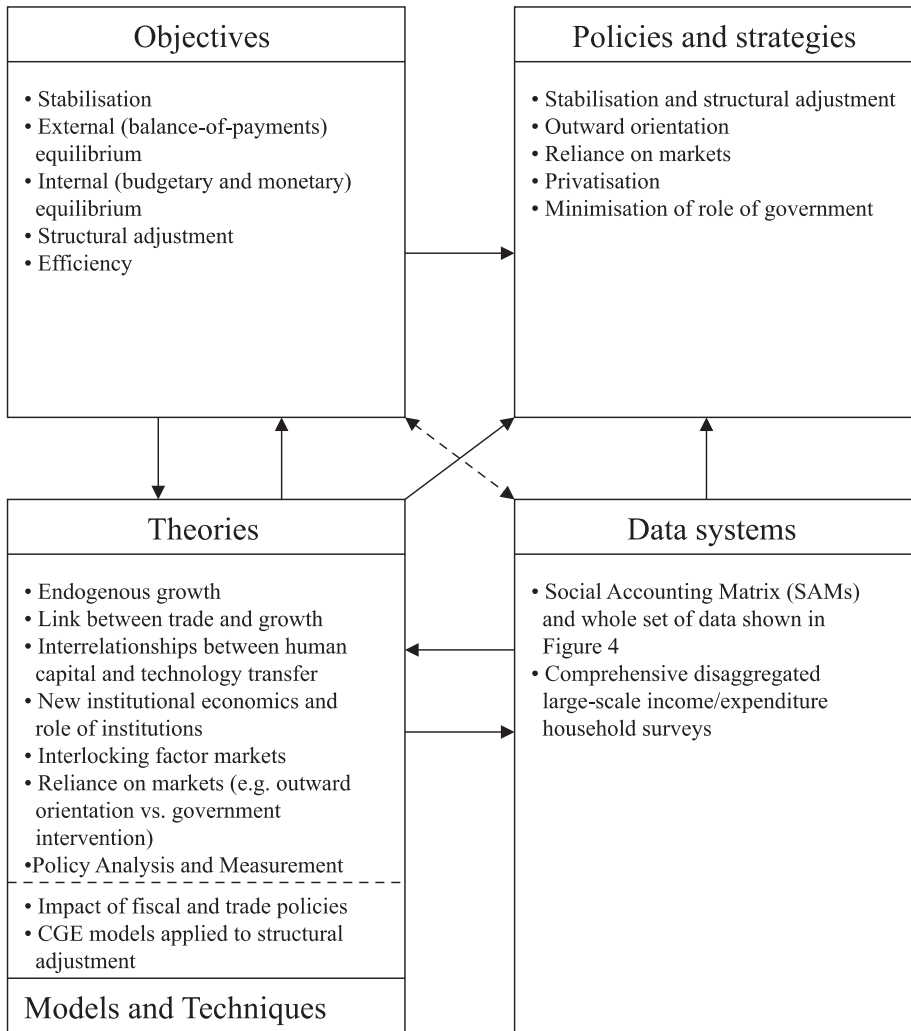 Objectives
• Stabilisation
• External (balance-of-payments)
equilibrium
• Internal (budgetary and monetary)
equilibrium
• Structural adjustment
• Efficiency
Policies and strategies
• Stabilisation and structural adjustment
• Outward orientation
• Reliance on markets
• Privatisation
• Minimisation of role of government
Theories
• Endogenous growth
• Link between trade and growth
• Interrelationships between human
capital and technology transfer
• New institutional economics and
role of institutions
• Interlocking factor markets
• Reliance on markets (e.g. outward
orientation vs. government
intervention)
•Policy Analysis and Measurement
• Impact of fiscal and trade policies
• CGE models applied to structural
adjustment
Models and Techniques
Data systems
• Social Accounting Matrix (SAMs)
and whole set of data shown in
Figure 4
• Comprehensive disaggregated
large-scale income/expenditure
household surveys